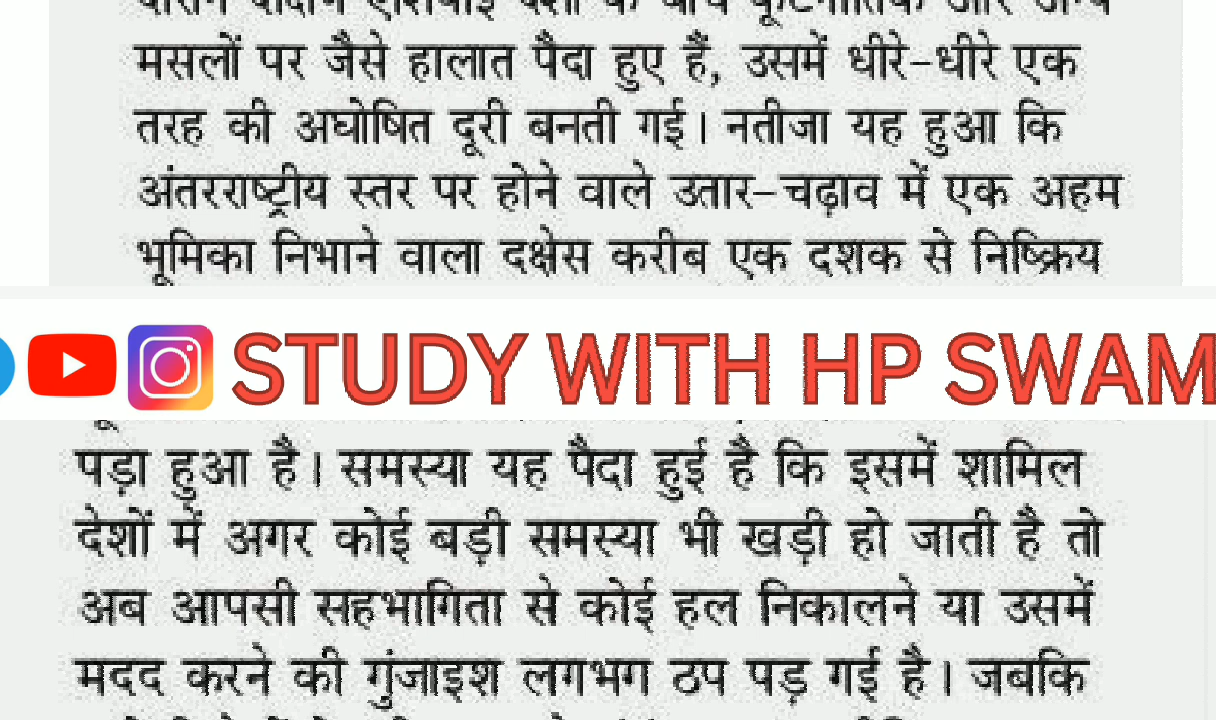 मसलों पर जैसे हालात पैदा हुए हैं, उसमें धीरे-धीरे एक
तरह की अघोषित दूरी बनती गई। नतीजा यह हुआ कि
अंतरराष्ट्रीय स्तर पर होने वाले उतार-चढ़ाव में एक अहम
भूमिका निभाने वाला दक्षेस करीब एक दशक से निष्क्रिय
STUDY WITH HP SWAM
पड़ा हुआ है। समस्या यह पैदा हुई है कि इसमें शामिल
देशों में अगर कोई बड़ी समस्या भी खड़ी हो जाती है तो
अब आपसी सहभागिता से कोई हल निकालने या उसमें
मदद करने की गुंजाइश लगभग ठप पड़ गई है। जबकि